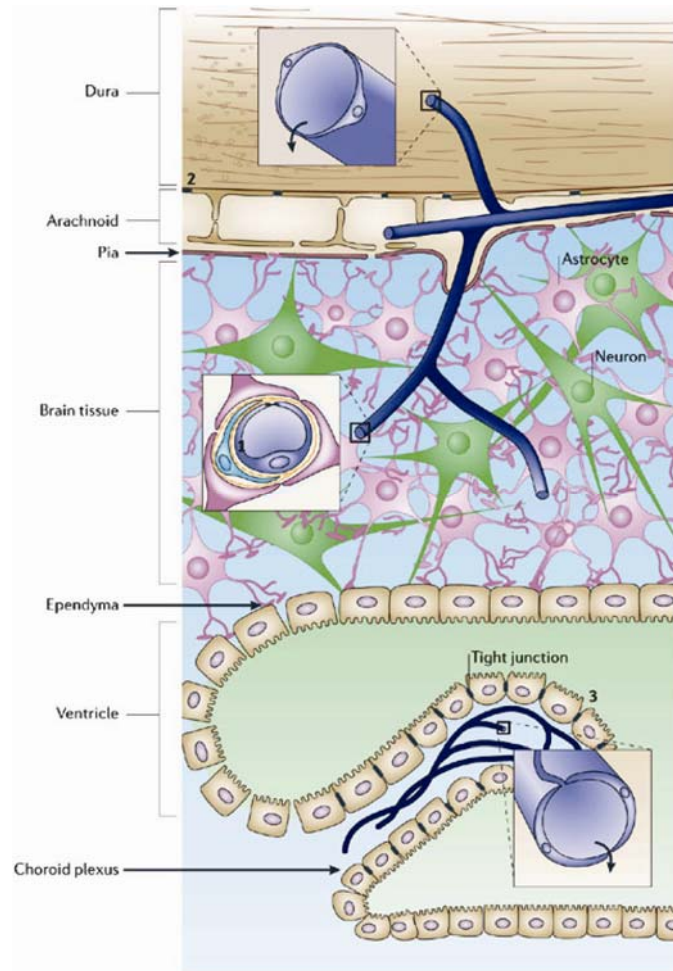 Dura
2
Arachnoid
Pia
Astrocyte
Neuron
Brain tissue
1
Ependyma
Tight junction
3
Ventricle
Choroid plexus